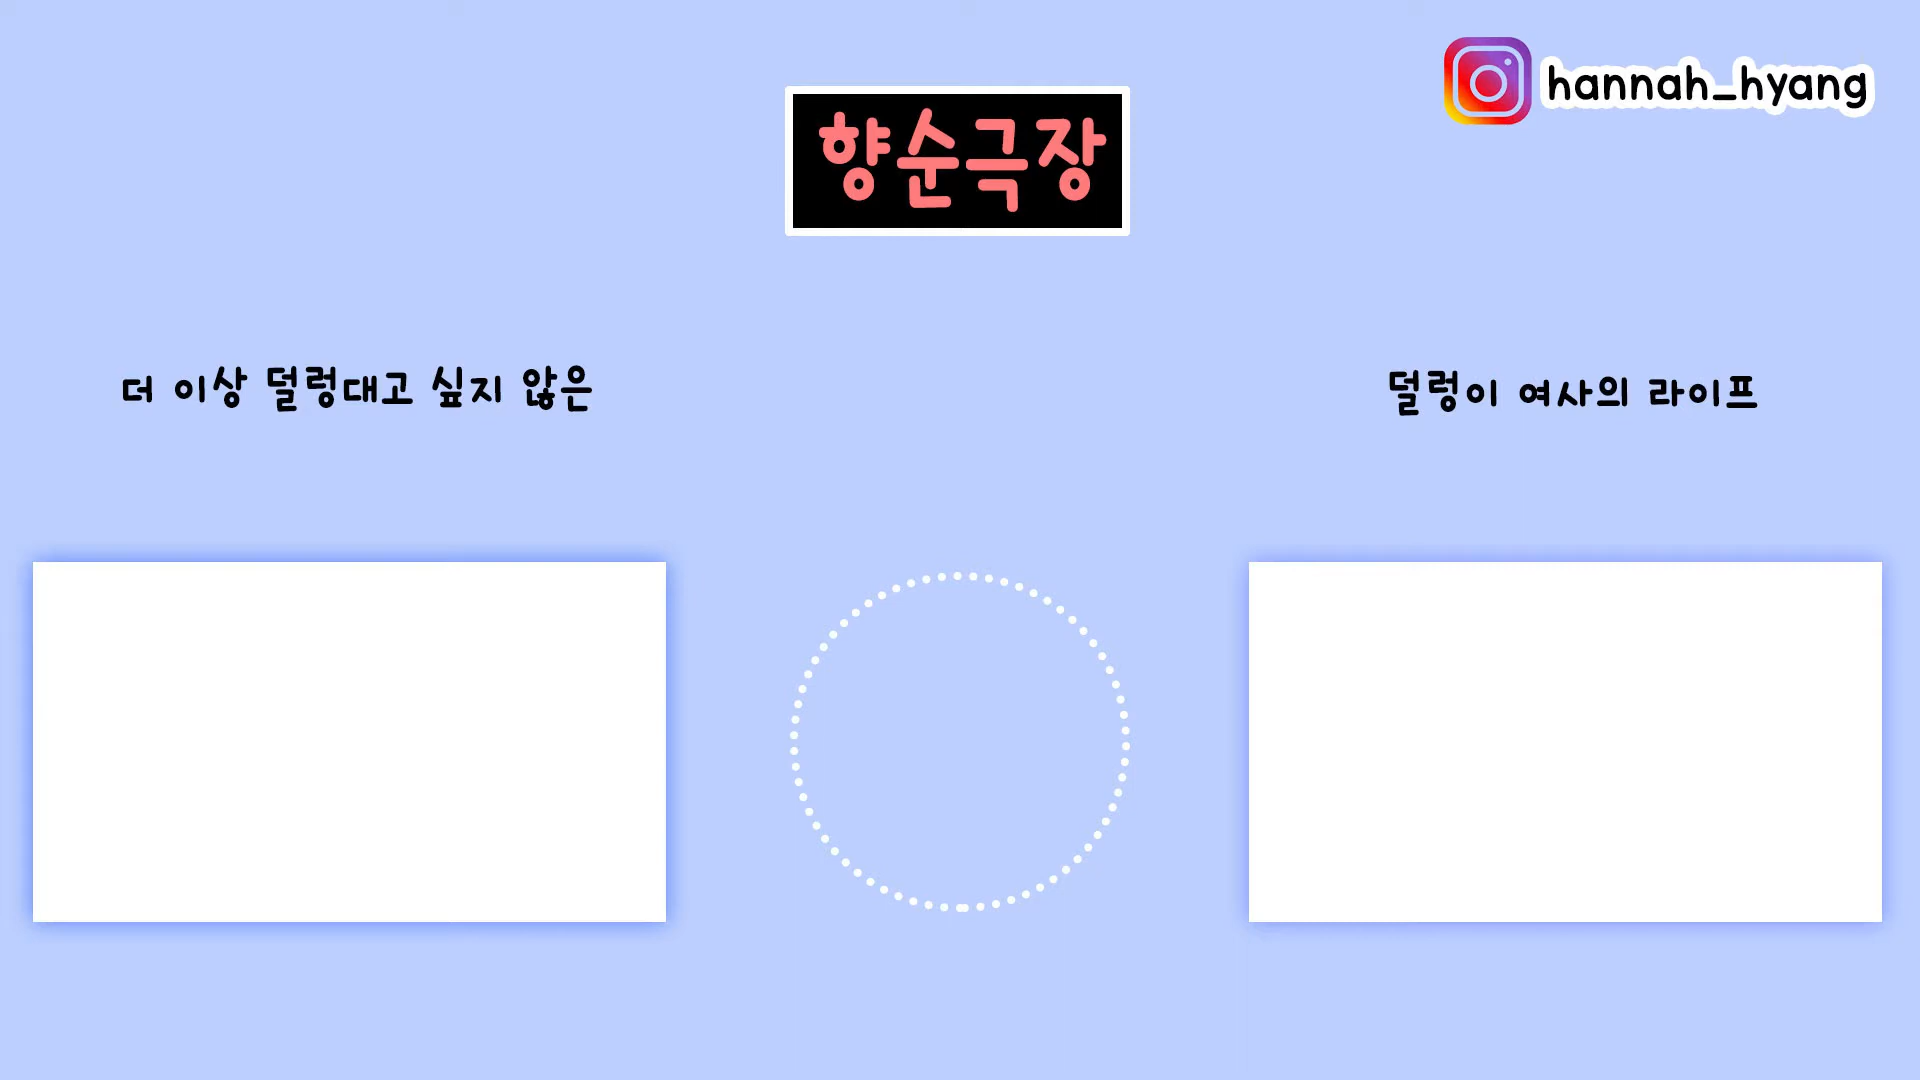 hannah_hyang
향순극장
더 이상 덜렁대고 싶지 않은
덜렁이 여사의 라이프